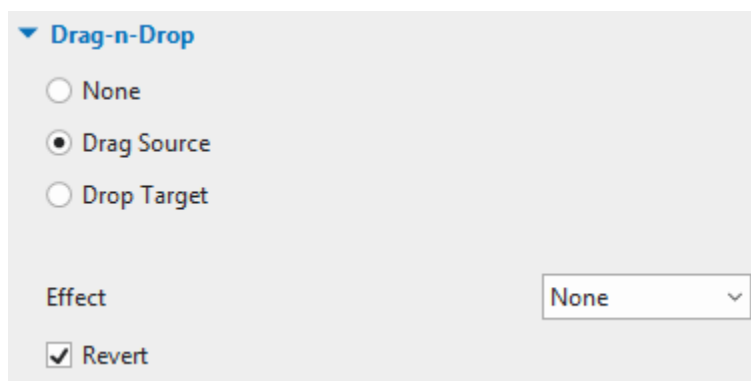 Drag-n-Drop
None
Drag Source
Drop Target
Effect None
Revert